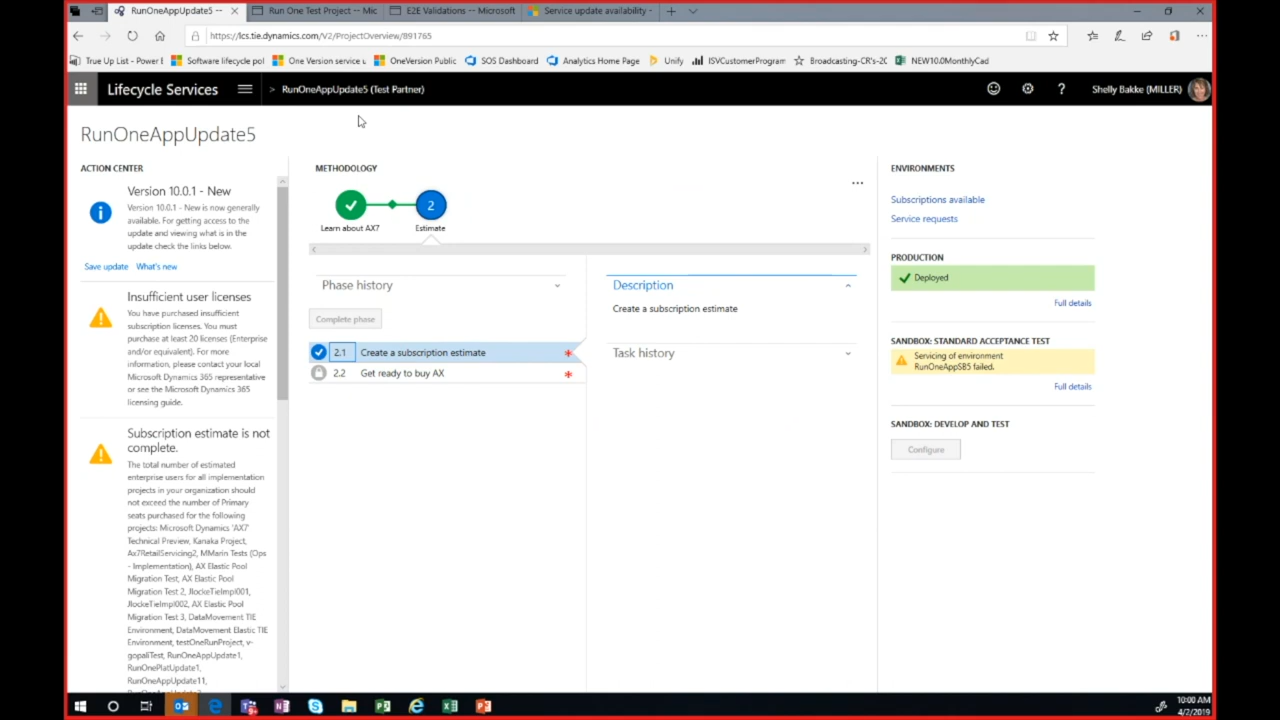 RunOneAppUpdate5 --
Run One Test Project -- Mic
E2E Validations -- Microsoft
Service update availability -
https://lcs.tie.dynamics.com/V2/ProjectOverview/891765
True Up List - Power B
Software lifecycle pol
One Version service u
OneVersion Public
SOS Dashboard
Analytics Home Page
Unify
ISVCustomerProgram
Broadcasting-CR's-2C
NEW10.0MonthlyCad
Lifecycle Services
> RunOneAppUpdate5 (Test Partner)
Shelly Bakke (MILLER)
RunOneAppUpdate5
ACTION CENTER
Version 10.0.1 - New
Version 10.0.1 - New is now generally
available. For getting access to the
update and viewing what is in the
update check the links below.
Save update What's new
Insufficient user licenses
You have purchased insufficient
subscription licenses. You must
purchase at least 20 licenses (Enterprise
and/or equivalent). For more
information, please contact your local
Microsoft Dynamics 365 representative
or see the Microsoft Dynamics 365
licensing guide.
Subscription estimate is not
complete.
The total number of estimated
enterprise users for all implementation
projects in your organization should
not exceed the number of Primary
seats purchased for the following
projects: Microsoft Dynamics 'AX7'
Technical Preview, Kanaka Project,
Ax7RetailServicing2, MMarin Tests (Ops
- Implementation), AX Elastic Pool
Migration Test, AX Elastic Pool
Migration Test 2, JlockeTieImpl001,
JlockeTieImpl002, AX Elastic Pool
Migration Test 3, DataMovement TIE
Environment, DataMovement Elastic TIE
Environment, testOneRunProject, v-
gopaliTest, RunOneAppUpdate1,
RunOnePlatUpdate1,
RunOneAppUpdate11,
METHODOLOGY
2
Learn about AX7
Estimate
Phase history
Complete phase
2.1 Create a subscription estimate *
2.2 Get ready to buy AX *
Description
Create a subscription estimate
Task history
ENVIRONMENTS
Subscriptions available
Service requests
PRODUCTION
Deployed
Full details
SANDBOX: STANDARD ACCEPTANCE TEST
Servicing of environment
RunOneAppSB5 failed.
Full details
SANDBOX: DEVELOP AND TEST
Configure
10:00 AM
4/2/2019